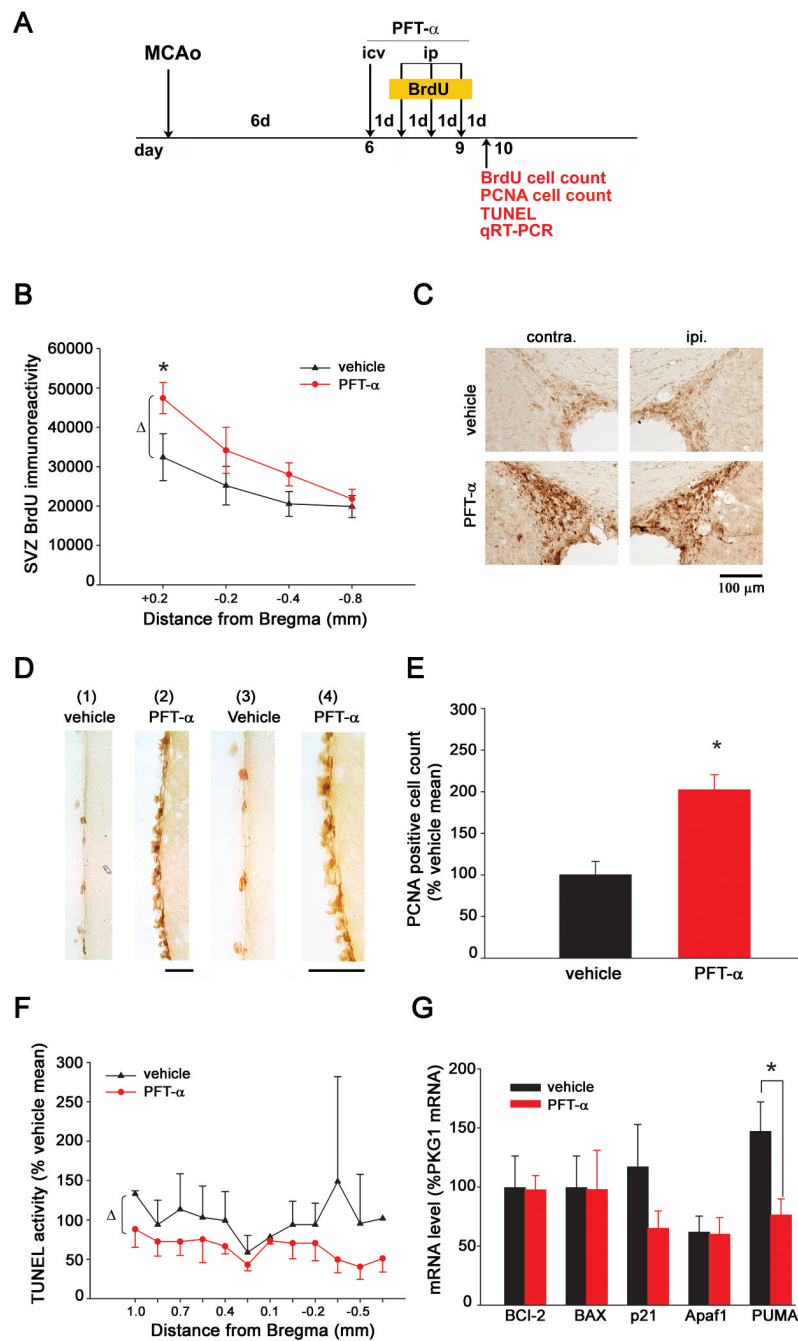 A
PFT-α
MCAo
icv
ip
BrdU
6d
1d
1d
1d
1d
day
6
9
10
BrdU cell count
PCNA cell count
TUNEL
qRT-PCR
B
60000
50000
40000
30000
20000
10000
0
SVZ BrdU immunoreactivity
*
Δ
vehicle
PFT-α
+0.2
-0.2
-0.4
-0.8
Distance from Bregma (mm)
C
contra.
ipi.
vehicle
PFT-α
100 μm
D
(1)
(2)
(3)
(4)
vehicle
PFT-α
Vehicle
PFT-α
E
300
250
200
150
100
50
0
PCNA positive cell count
(% vehicle mean)
*
vehicle
PFT-α
F
300
250
200
150
100
50
0
TUNEL activity (% vehicle mean)
vehicle
PFT-α
Δ
1.0
0.7
0.4
0.1
-0.2
-0.5
Distance from Bregma (mm)
G
200
150
100
50
0
mRNA level (%PKG1 mRNA)
vehicle
PFT-α
*
BCl-2
BAX
p21
Apaf1
PUMA